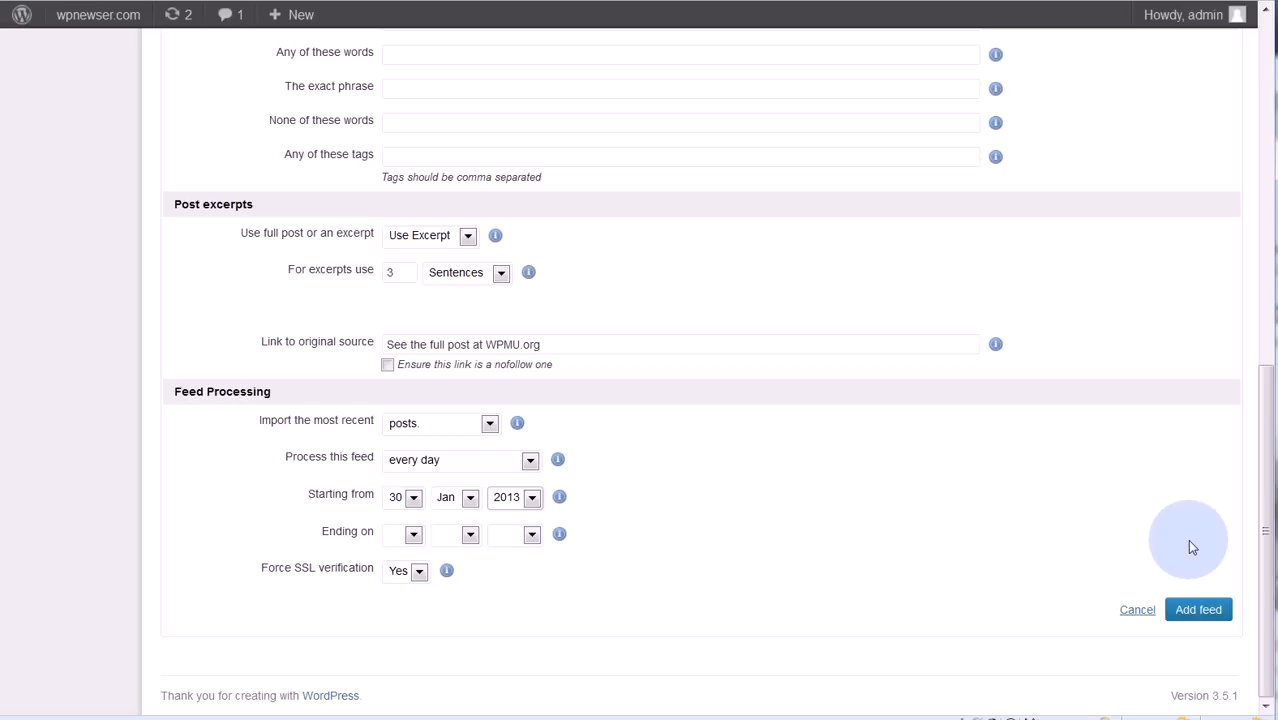 wpnewser.com 2 1 New Howdy, admin
Any of these words
The exact phrase
None of these words
Any of these tags
Tags should be comma separated
Post excerpts
Use full post or an excerpt Use Excerpt
For excerpts use 3 Sentences
Link to original source See the full post at WPMU.org
Ensure this link is a nofollow one
Feed Processing
Import the most recent posts.
Process this feed every day
Starting from 30 Jan 2013
Ending on
Force SSL verification Yes
Cancel Add feed
Thank you for creating with WordPress. Version 3.5.1